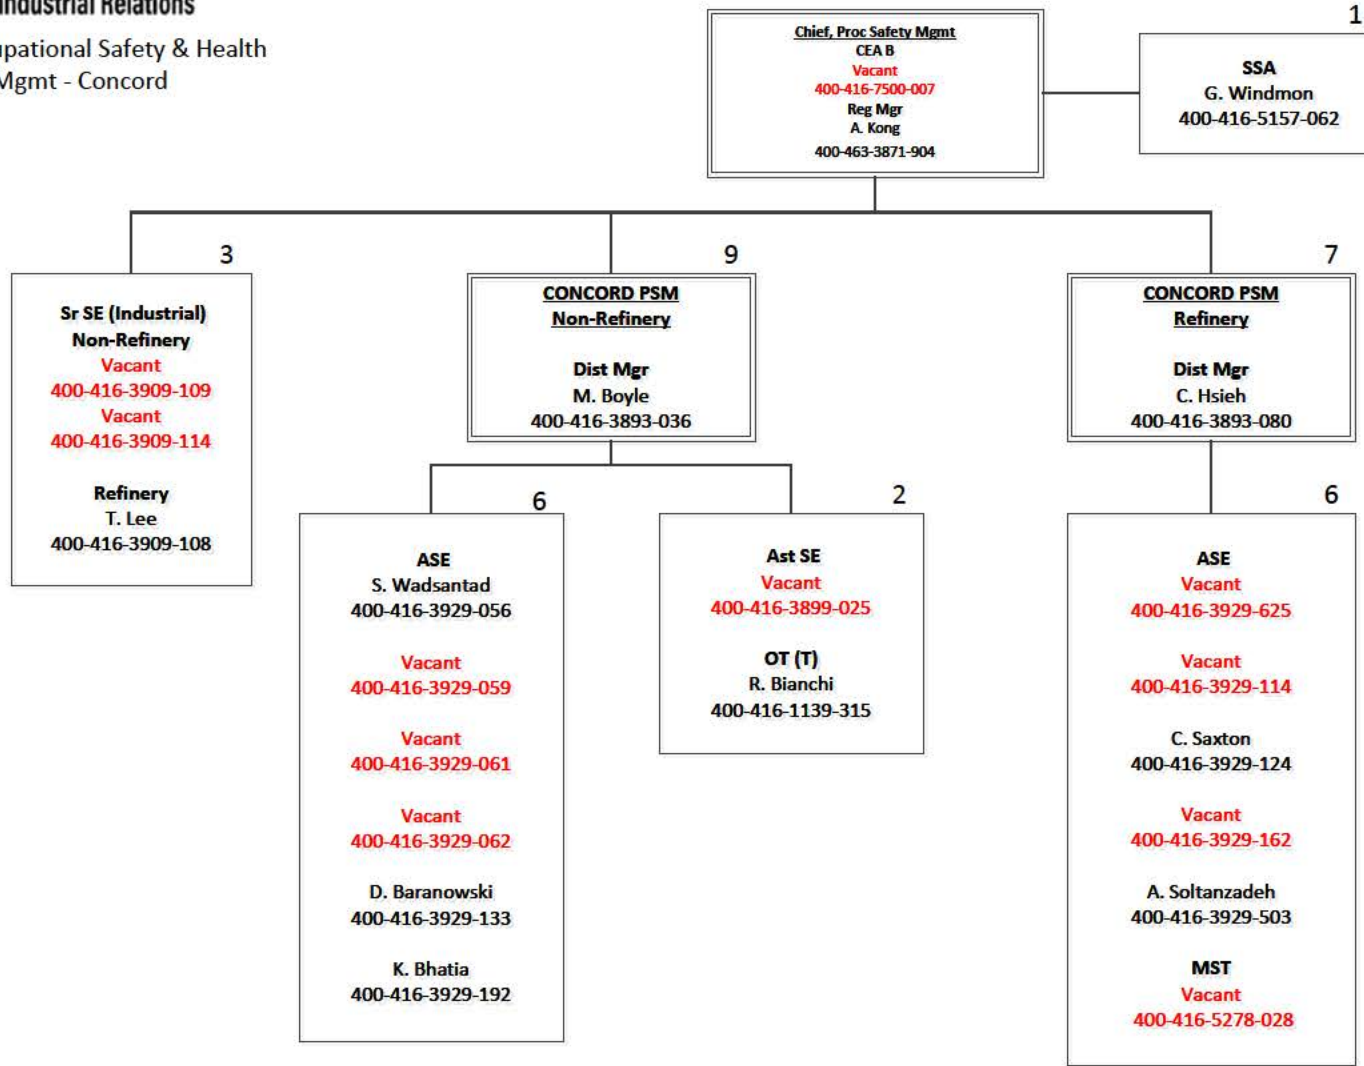 Industrial Relations
upational Safety & Health
Mgmt - Concord
Chief, Proc Safety Mgmt
CEA B
Vacant
400-416-7500-007
Reg Mgr
A. Kong
400-463-3871-904
1
SSA
G. Windmon
400-416-5157-062
3
Sr SE (Industrial)
Non-Refinery
Vacant
400-416-3909-109
Vacant
400-416-3909-114
Refinery
T. Lee
400-416-3909-108
9
CONCORD PSM
Non-Refinery
Dist Mgr
M. Boyle
400-416-3893-036
7
CONCORD PSM
Refinery
Dist Mgr
C. Hsieh
400-416-3893-080
6
ASE
S. Wadsantad
400-416-3929-056
Vacant
400-416-3929-059
Vacant
400-416-3929-061
Vacant
400-416-3929-062
D. Baranowski
400-416-3929-133
K. Bhatia
400-416-3929-192
2
Ast SE
Vacant
400-416-3899-025
OT (T)
R. Bianchi
400-416-1139-315
6
ASE
Vacant
400-416-3929-625
Vacant
400-416-3929-114
C. Saxton
400-416-3929-124
Vacant
400-416-3929-162
A. Soltanzadeh
400-416-3929-503
MST
Vacant
400-416-5278-028